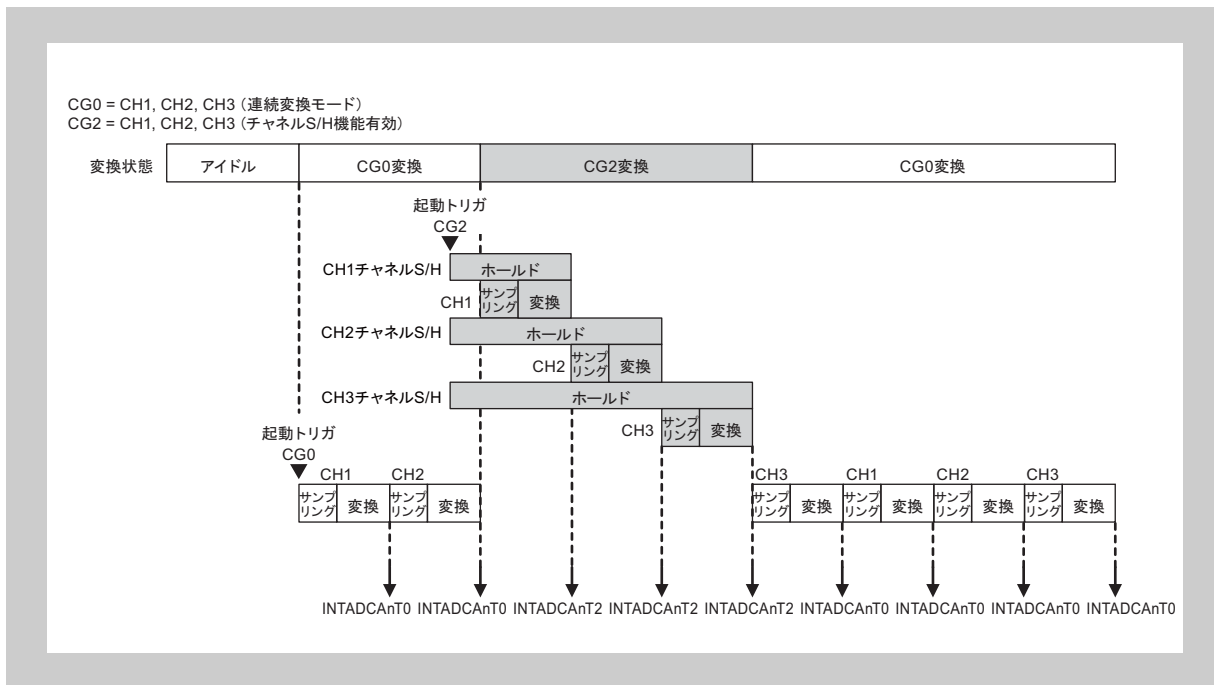 CG0 = CH1, CH2, CH3 (連続変換モード)
CG2 = CH1, CH2, CH3 (チャネルS/H機能有効)
変換状態 アイドル CG0変換 CG2変換 CG0変換
起動トリガ
CG2
CH1チャネルS/H ホールド
CH1 サンプリング 変換
CH2チャネルS/H ホールド
CH2 サンプリング 変換
CH3チャネルS/H ホールド
CH3 サンプリング 変換
起動トリガ
CG0
CH1 CH2 CH3 CH1 CH2 CH3
サンプリング 変換 サンプリング 変換 サンプリング 変換 サンプリング 変換 サンプリング 変換 サンプリング 変換
INTADCAnT0 INTADCAnT0 INTADCAnT2 INTADCAnT2 INTADCAnT2 INTADCAnT0 INTADCAnT0 INTADCAnT0 INTADCAnT0